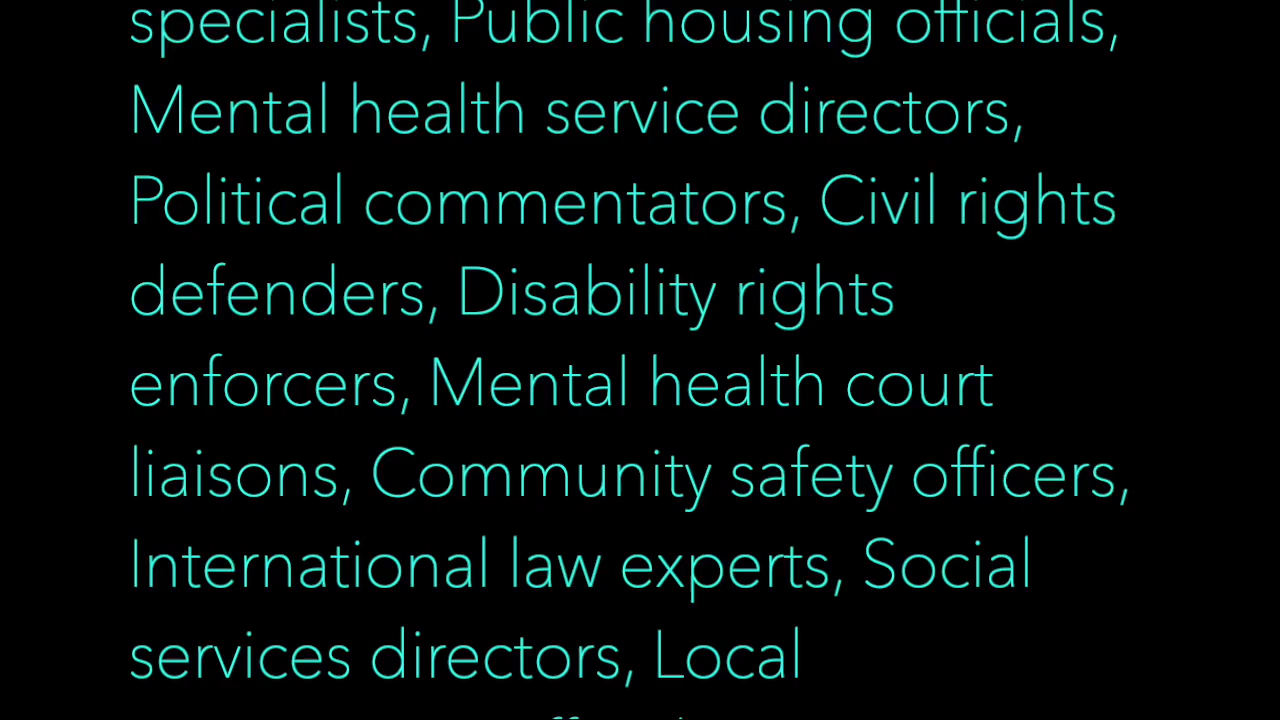 specialists, Public housing officials,
Mental health service directors,
Political commentators, Civil rights
defenders, Disability rights
enforcers, Mental health court
liaisons, Community safety officers,
International law experts, Social
services directors, Local